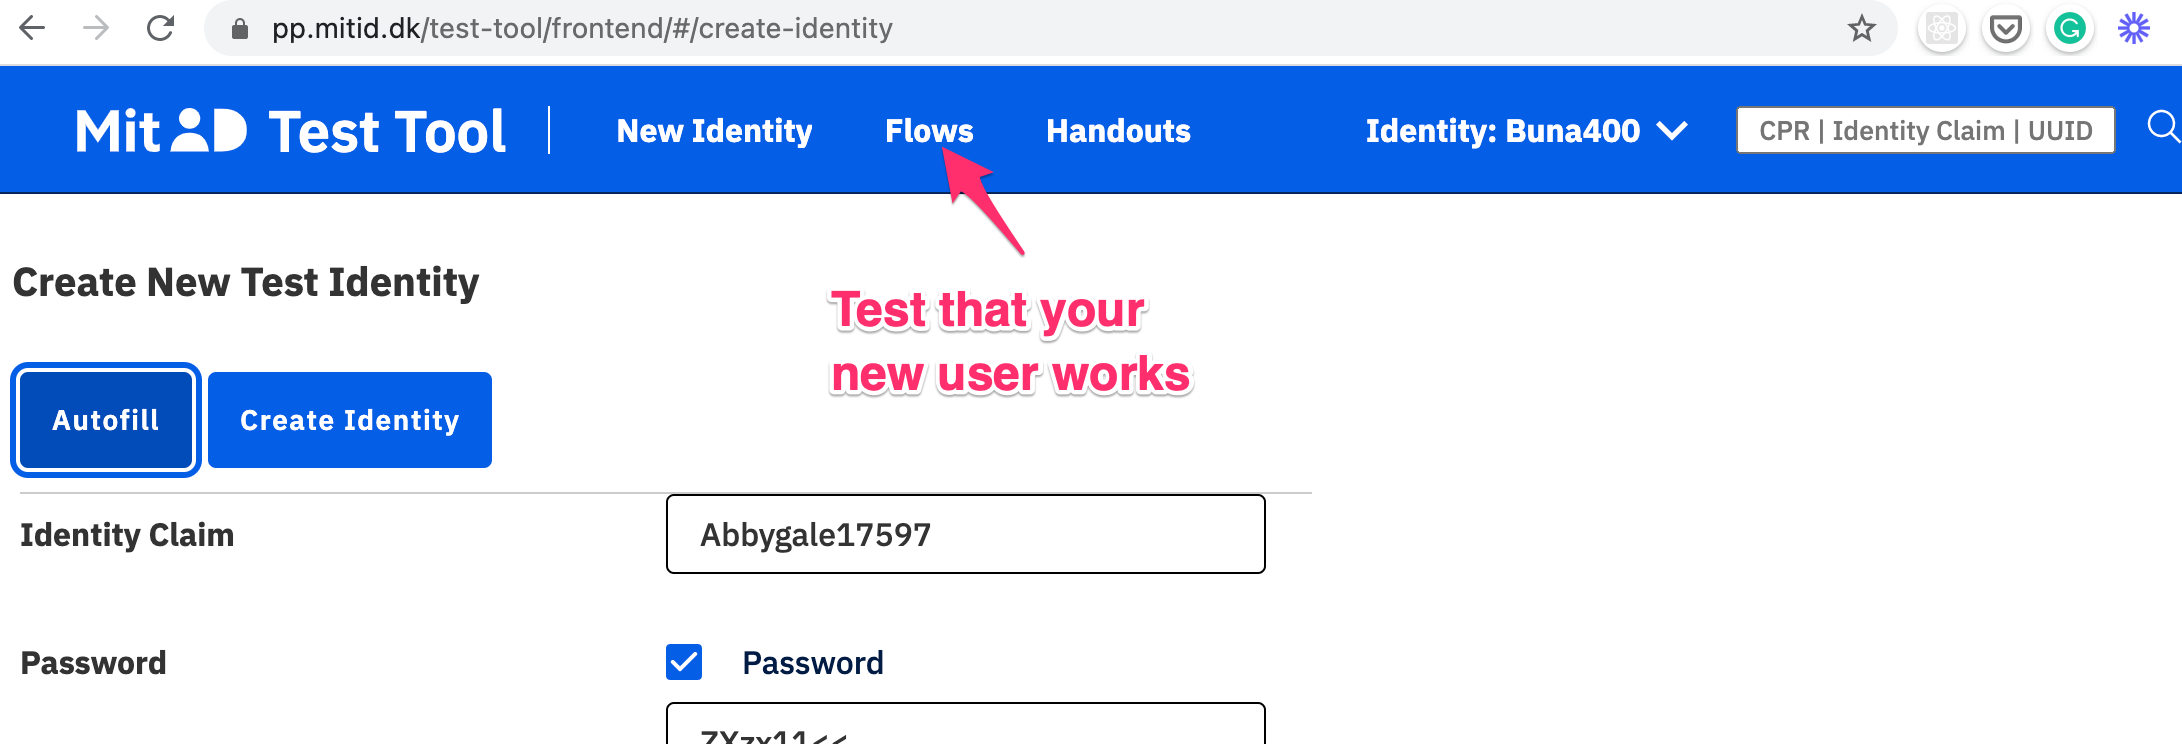 pp.mitid.dk/test-tool/frontend/#/create-identity
Mit D Test Tool
New Identity
Flows
Handouts
Identity: Buna400
CPR | Identity Claim | UUID
Create New Test Identity
Test that your
new user works
Autofill
Create Identity
Identity Claim
Abbygale17597
Password
Password
ZXzx11<<